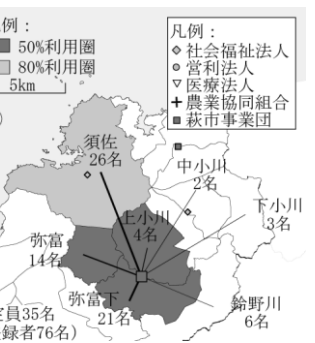 例：
50%利用圏
80%利用圏
5km
凡例：
社会福祉法人
営利法人
医療法人
農業協同組合
萩市事業団
須佐
26名
中小川
2名
上小川
4名
下小川
3名
弥富
14名
弥富下
21名
鈴野川
6名
定員35名
登録者76名）